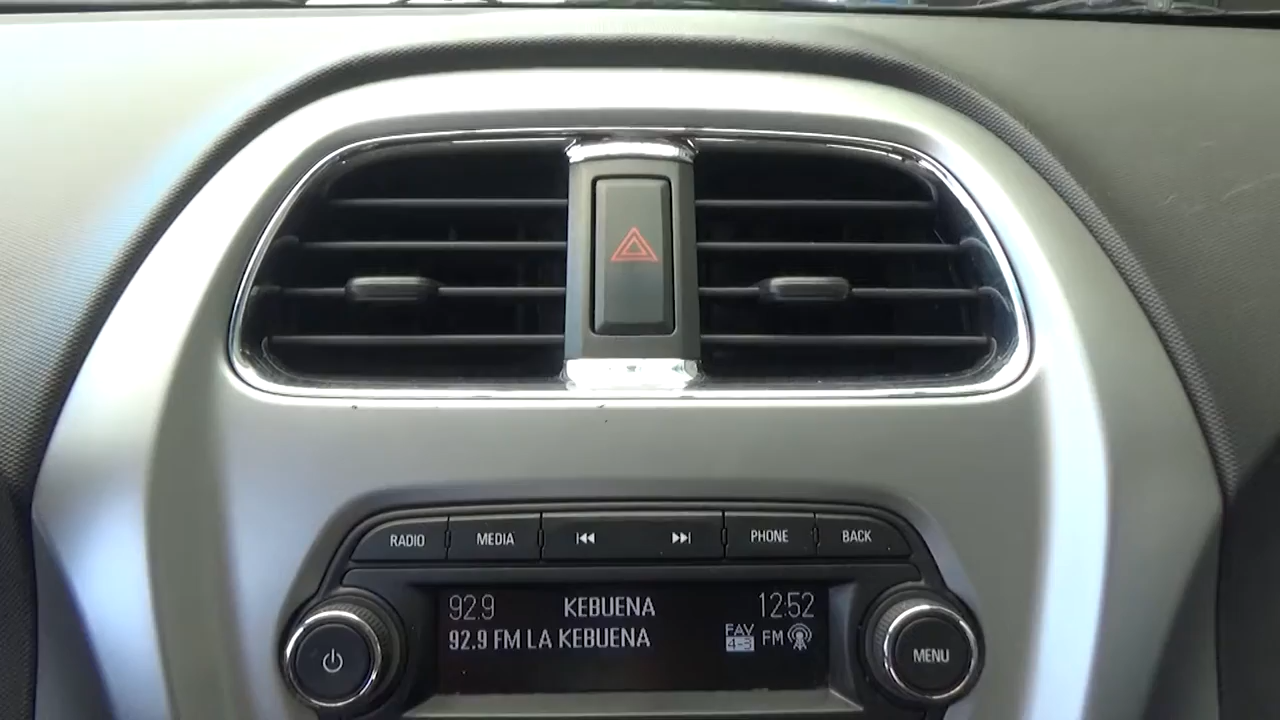 RADIO MEDIA PHONE BACK
92.9 KEBUENA 12:52
92.9 FM LA KEBUENA FAV 4-3 FM
MENU